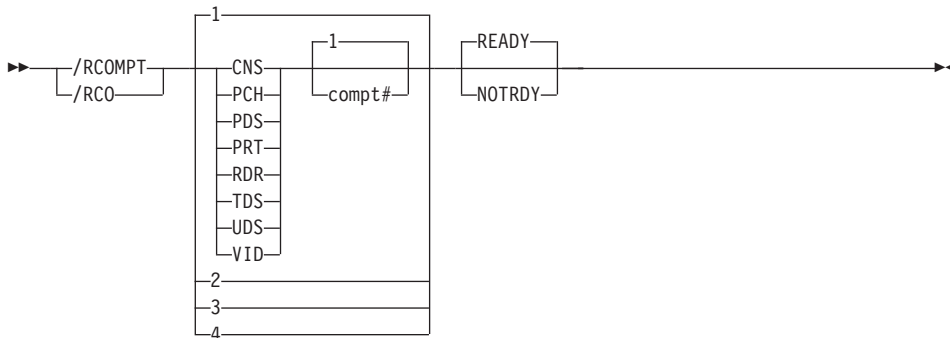 1
1 READY
/RCOMPT CNS
/RCO PCH compt# NOTRDY
PDS
PRT
RDR
TDS
UDS
VID
2
3
4